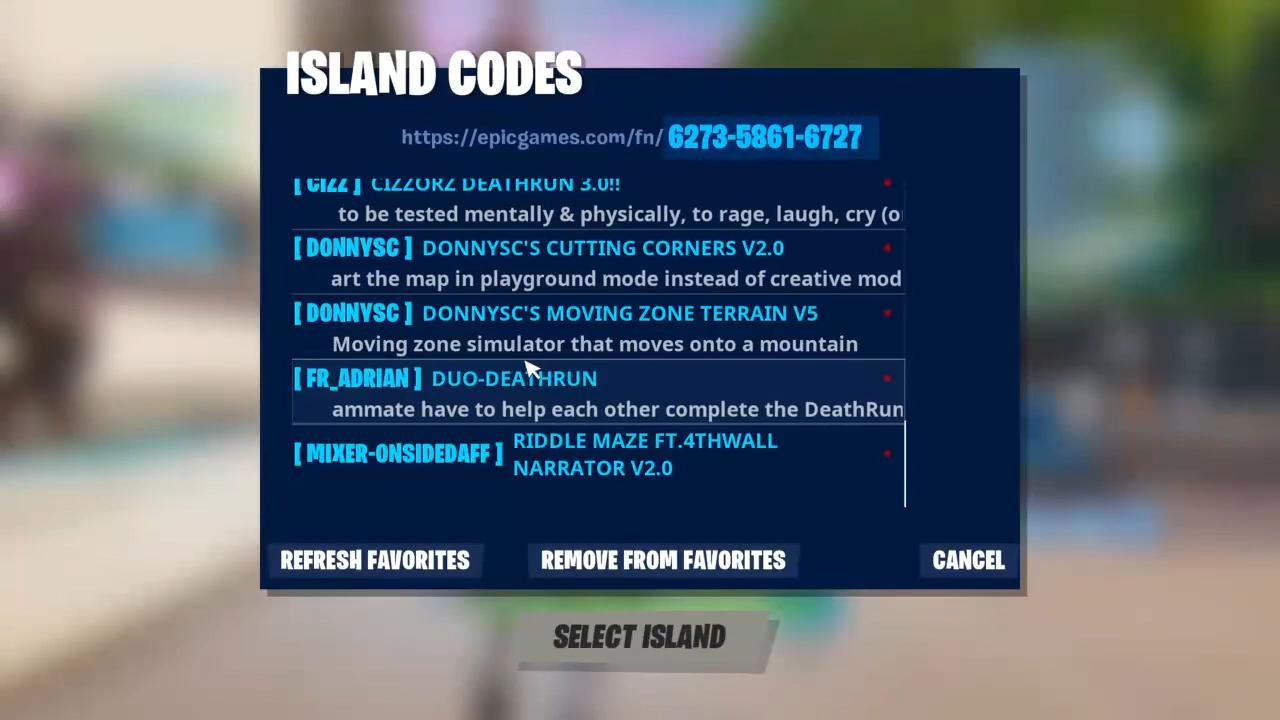 ISLAND CODES
https://epicgames.com/fn/ 6273-5861-6727
[ CIZZ ] CIZZORZ DEATHRUN 3.0!!
to be tested mentally & physically, to rage, laugh, cry (o
[ DONNYSC ] DONNYSC'S CUTTING CORNERS V2.0
art the map in playground mode instead of creative mod
[ DONNYSC ] DONNYSC'S MOVING ZONE TERRAIN V5
Moving zone simulator that moves onto a mountain
[ FR_ADRIAN ] DUO-DEATHRUN
ammate have to help each other complete the DeathRun
[ MIXER-ONSIDEDAFF ] RIDDLE MAZE FT.4THWALL
NARRATOR V2.0
REFRESH FAVORITES REMOVE FROM FAVORITES CANCEL
SELECT ISLAND